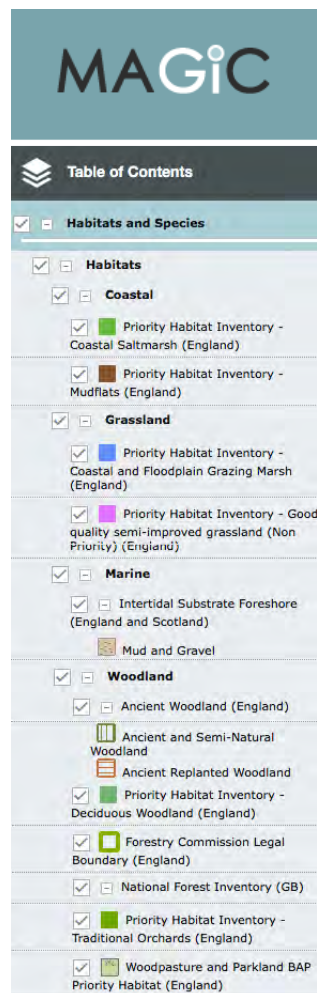 MAGiC
Table of Contents
Habitats and Species
Habitats
Coastal
Priority Habitat Inventory -
Coastal Saltmarsh (England)
Priority Habitat Inventory -
Mudflats (England)
Grassland
Priority Habitat Inventory -
Coastal and Floodplain Grazing Marsh
(England)
Priority Habitat Inventory - Good
quality semi-improved grassland (Non
Priority) (England)
Marine
Intertidal Substrate Foreshore
(England and Scotland)
Mud and Gravel
Woodland
Ancient Woodland (England)
Ancient and Semi-Natural
Woodland
Ancient Replanted Woodland
Priority Habitat Inventory -
Deciduous Woodland (England)
Forestry Commission Legal
Boundary (England)
National Forest Inventory (GB)
Priority Habitat Inventory -
Traditional Orchards (England)
Woodpasture and Parkland BAP
Priority Habitat (England)